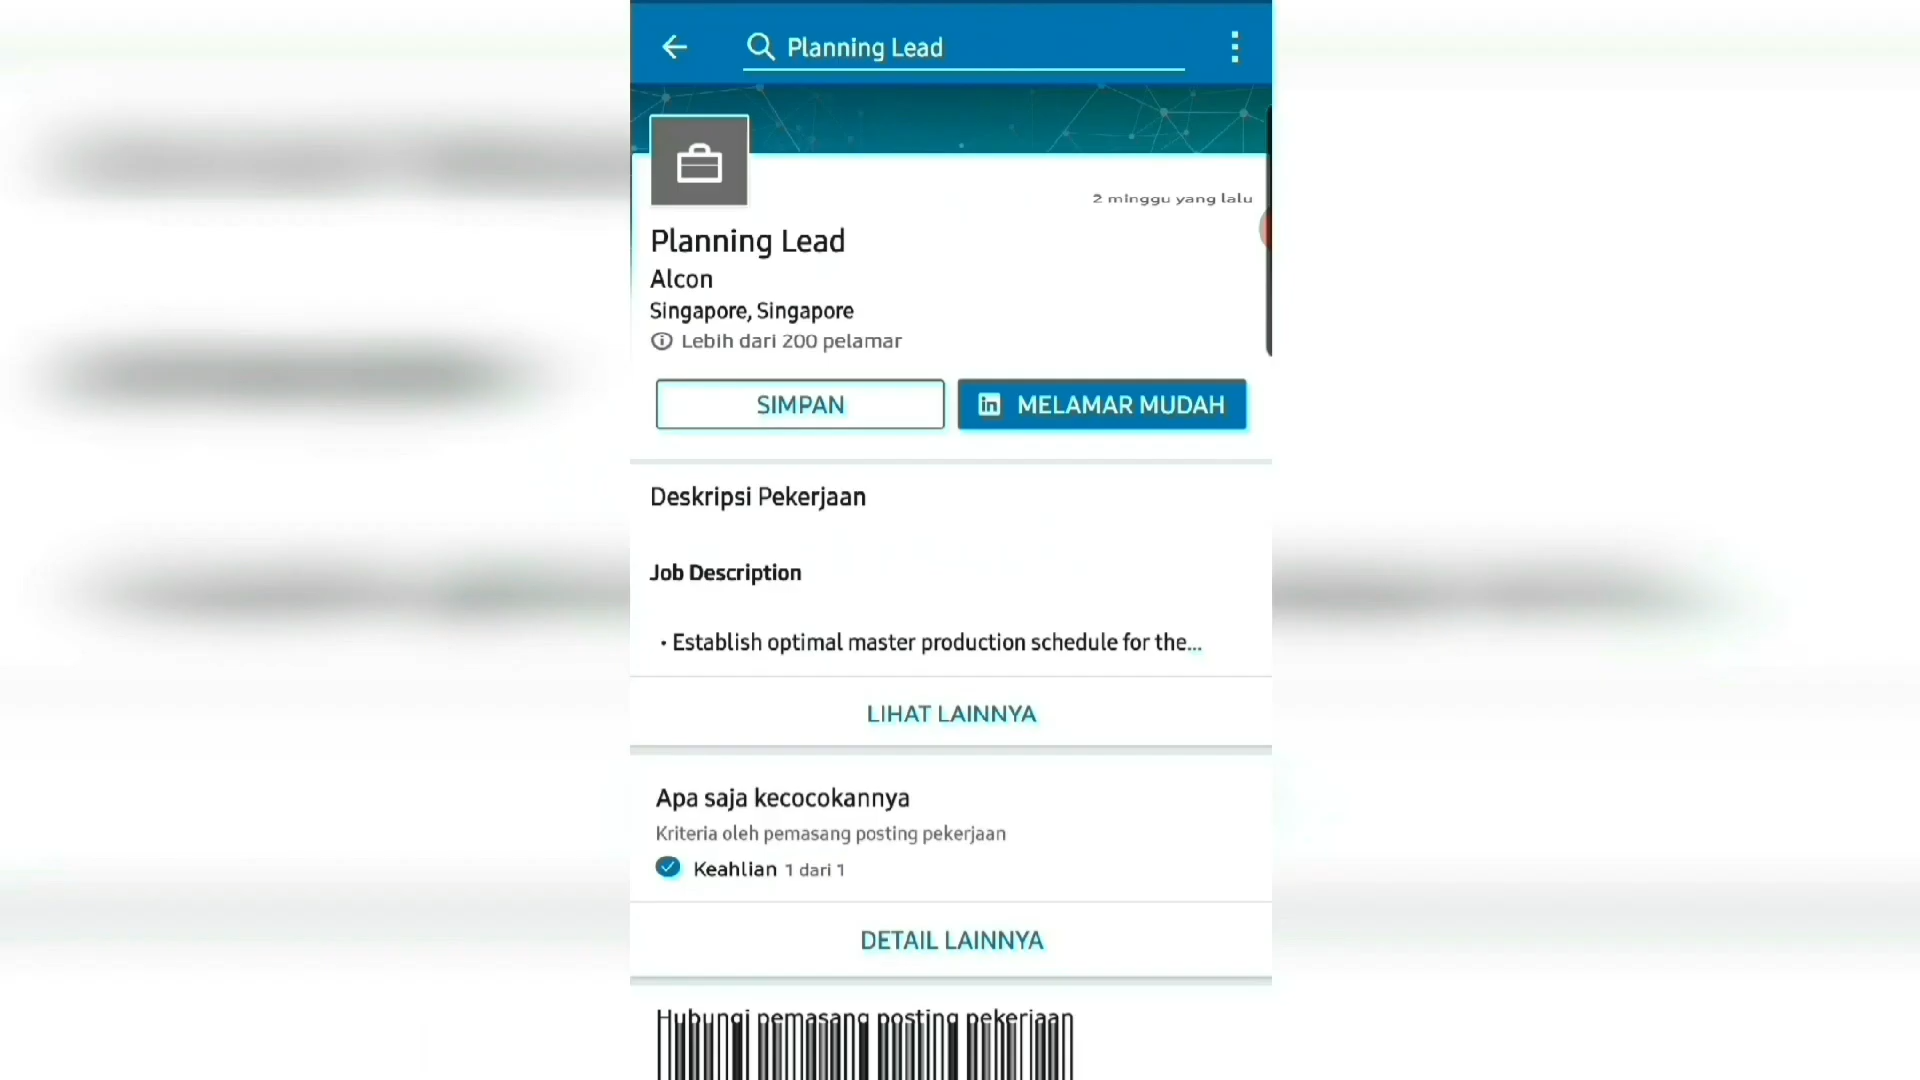 Planning Lead
2 minggu yang lalu
Planning Lead
Alcon
Singapore, Singapore
Lebih dari 200 pelamar
SIMPAN
in MELAMAR MUDAH
Deskripsi Pekerjaan
Job Description
• Establish optimal master production schedule for the...
LIHAT LAINNYA
Apa saja kecocokannya
Kriteria oleh pemasang posting pekerjaan
Keahlian 1 dari 1
DETAIL LAINNYA
Hubungi pemasang posting pekerjaan